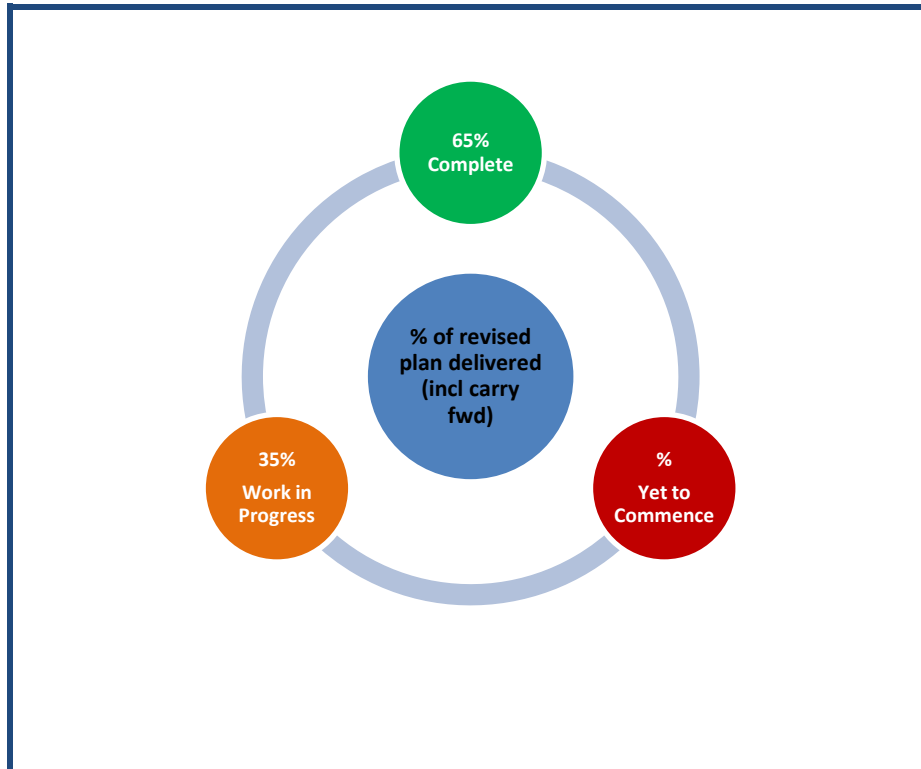 65%
Complete
% of revised
plan delivered
(incl carry
fwd)
35%
Work in
Progress
%
Yet to
Commence